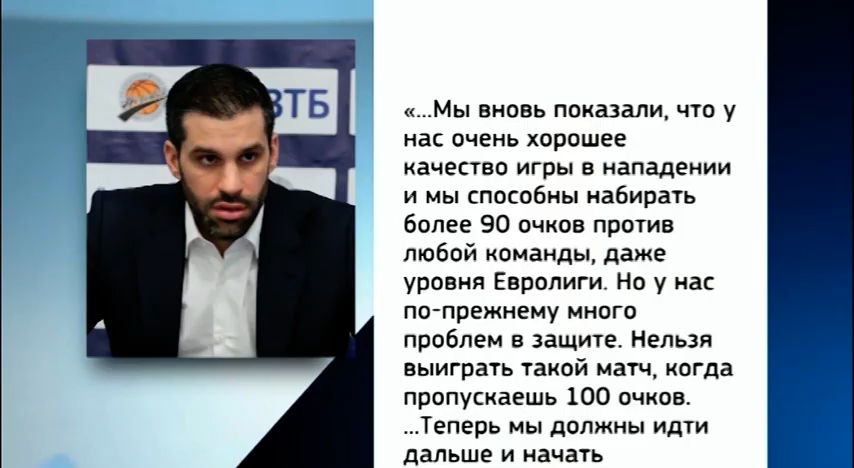 ВТБ
«...Мы вновь показали, что у
нас очень хорошее
качество игры в нападении
и мы способны набирать
более 90 очков против
любой команды, даже
уровня Евролиги. Но у нас
по-прежнему много
проблем в защите. Нельзя
выиграть такой матч, когда
пропускаешь 100 очков.
...Теперь мы должны идти
дальше и начать